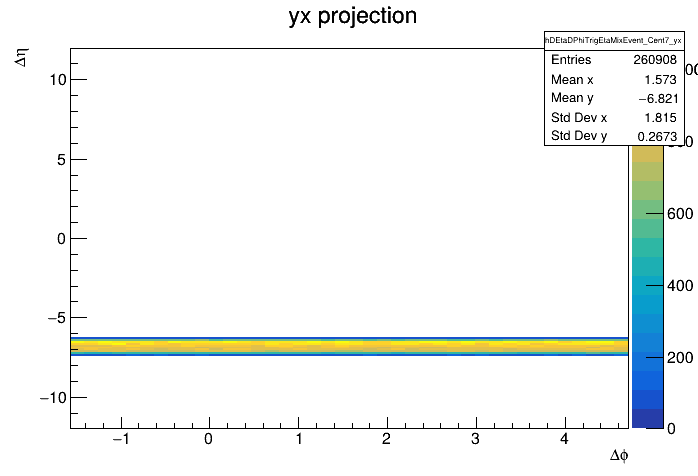 yx projection
hDEtaDPhiTrigEtaMixEvent_Cent7_yx
Entries 260908
Mean x 1.573
Mean y −6.821
Std Dev x 1.815
Std Dev y 0.2673
Δη
10
5
0
−5
−10
−1 0 1 2 3 4
Δϕ
600
400
200
0